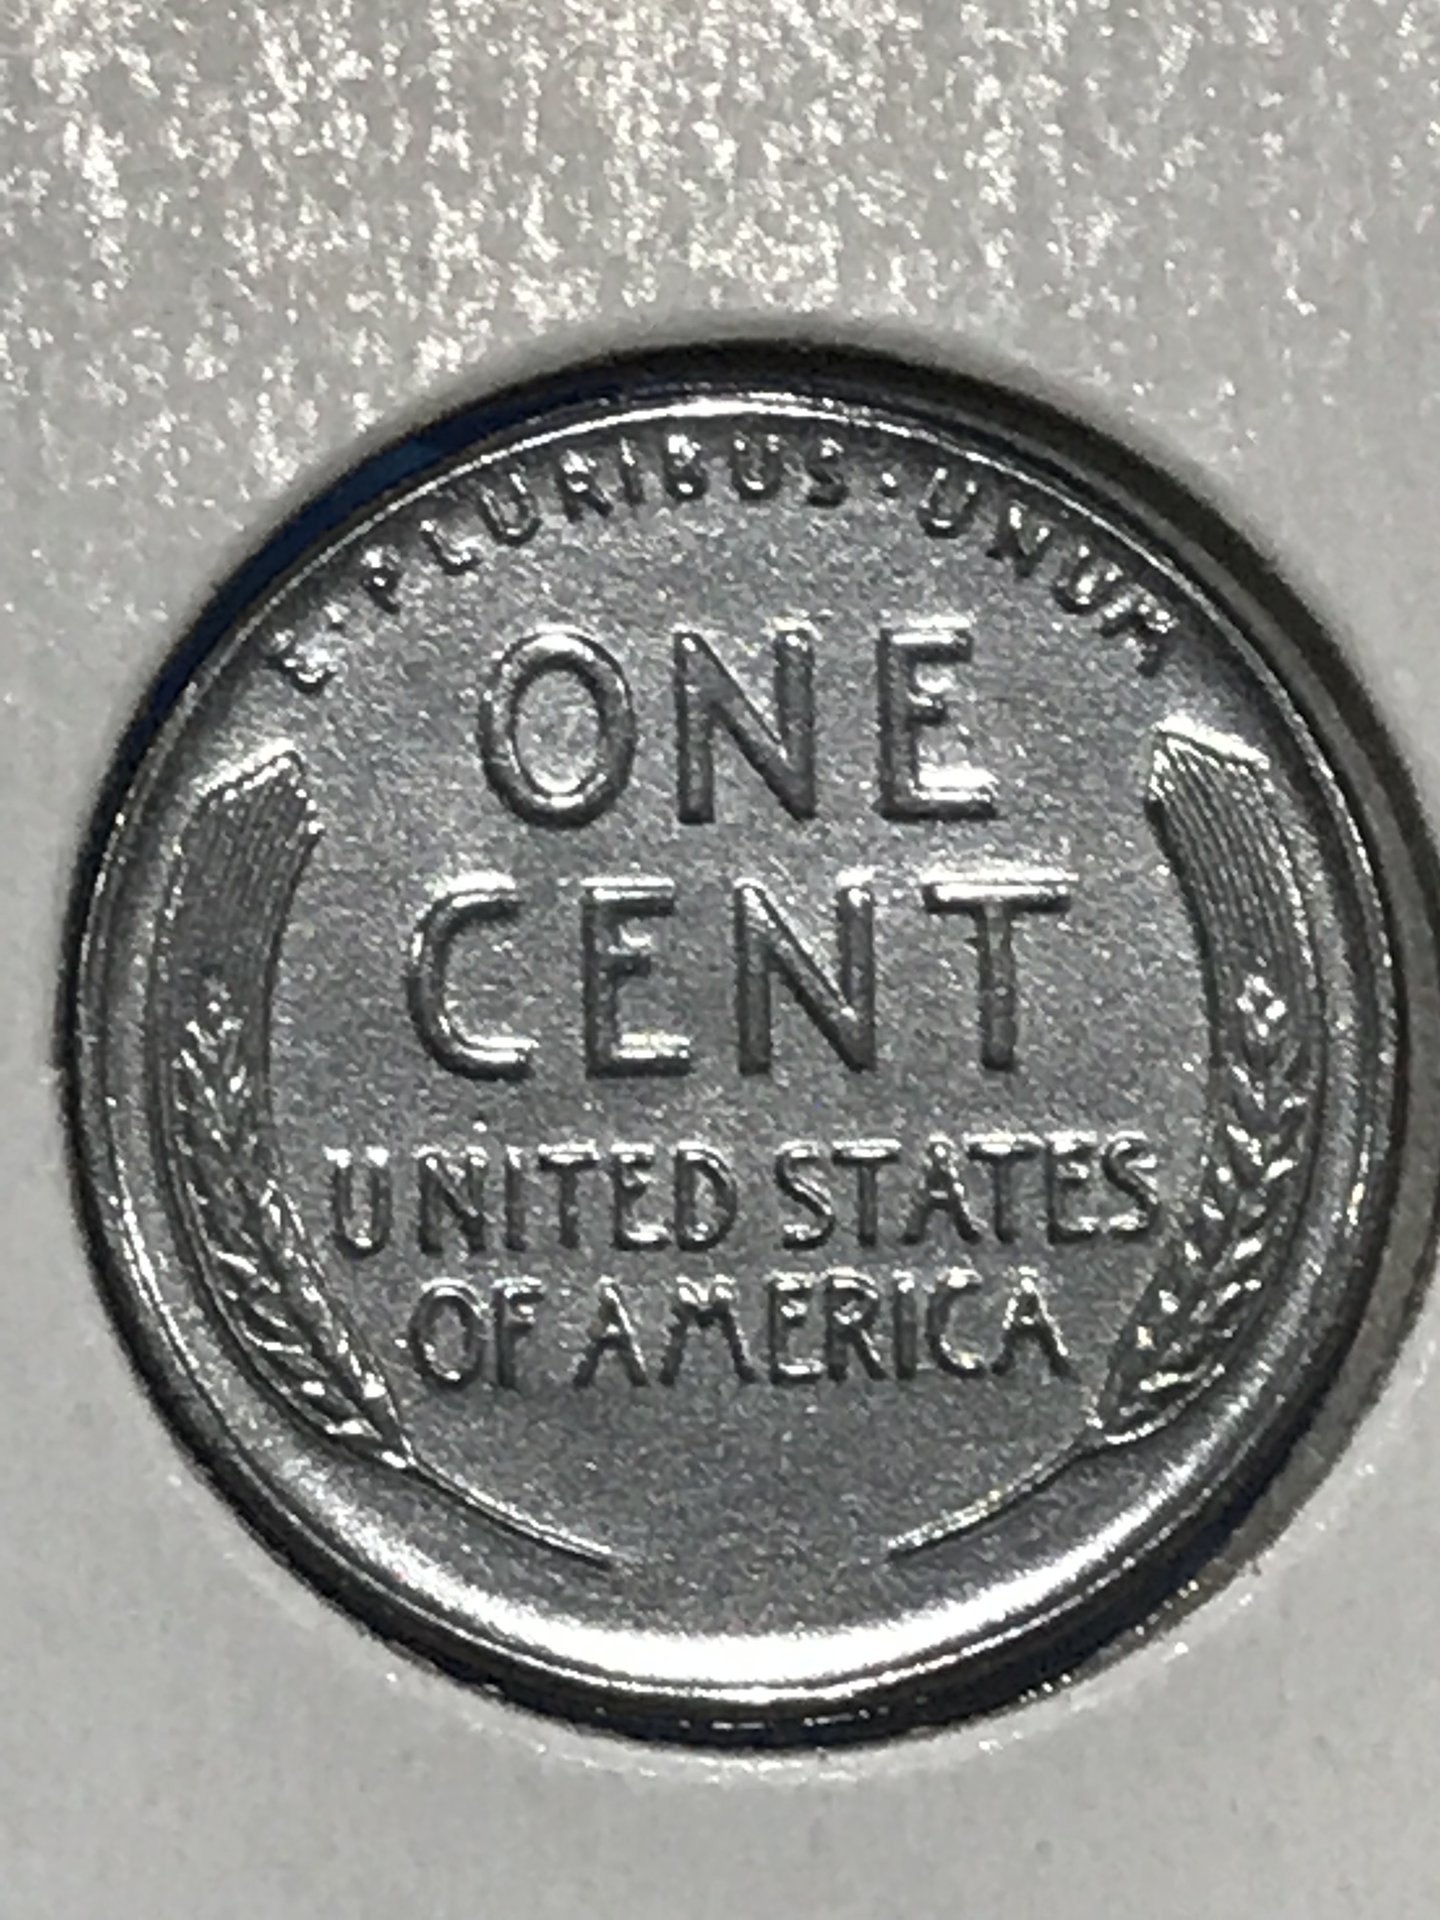 E·PLURIBUS·UNUM
ONE
CENT
UNITED STATES
OF AMERICA